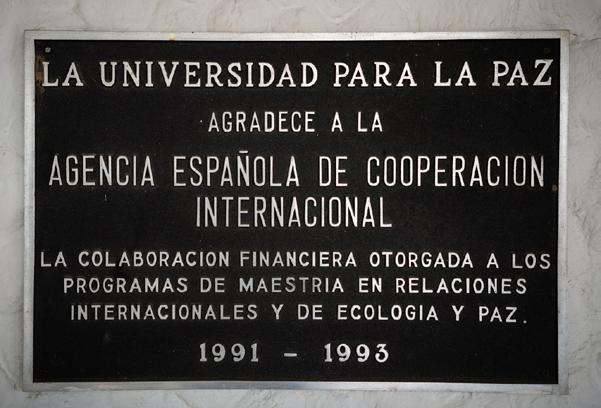 LA UNIVERSIDAD PARA LA PAZ
AGRADECE A LA
AGENCIA ESPAÑOLA DE COOPERACION
INTERNACIONAL
LA COLABORACION FINANCIERA OTORGADA A LOS
PROGRAMAS DE MAESTRIA EN RELACIONES
INTERNACIONALES Y DE ECOLOGIA Y PAZ.
1991 - 1993